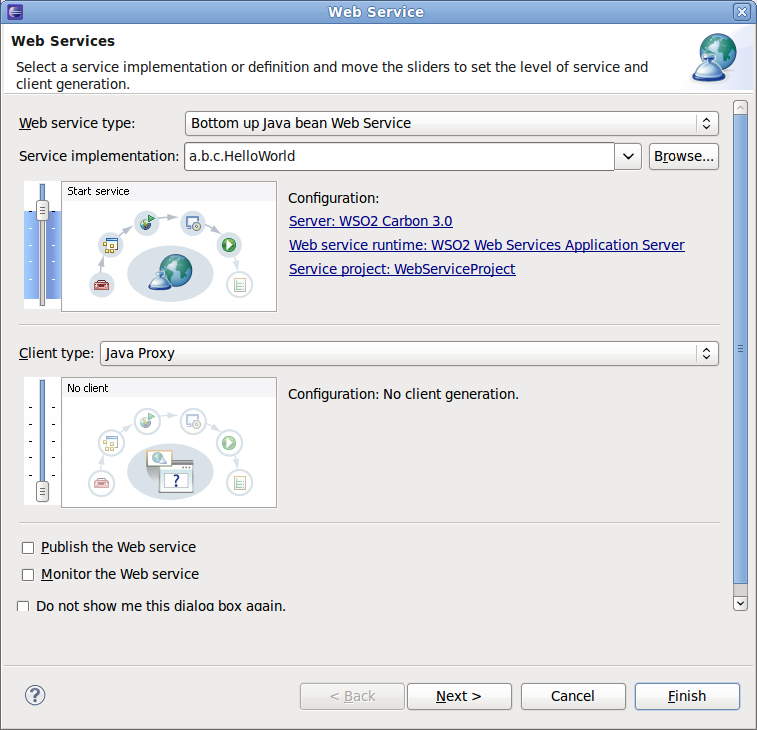 Web Service
Web Services
Select a service implementation or definition and move the sliders to set the level of service and
client generation.
Web service type: Bottom up Java bean Web Service
Service implementation: a.b.c.HelloWorld Browse...
Start service
Configuration:
Server: WSO2 Carbon 3.0
Web service runtime: WSO2 Web Services Application Server
Service project: WebServiceProject
Client type: Java Proxy
No client
?
Configuration: No client generation.
Publish the Web service
Monitor the Web service
Do not show me this dialog box again.
? < Back Next > Cancel Finish